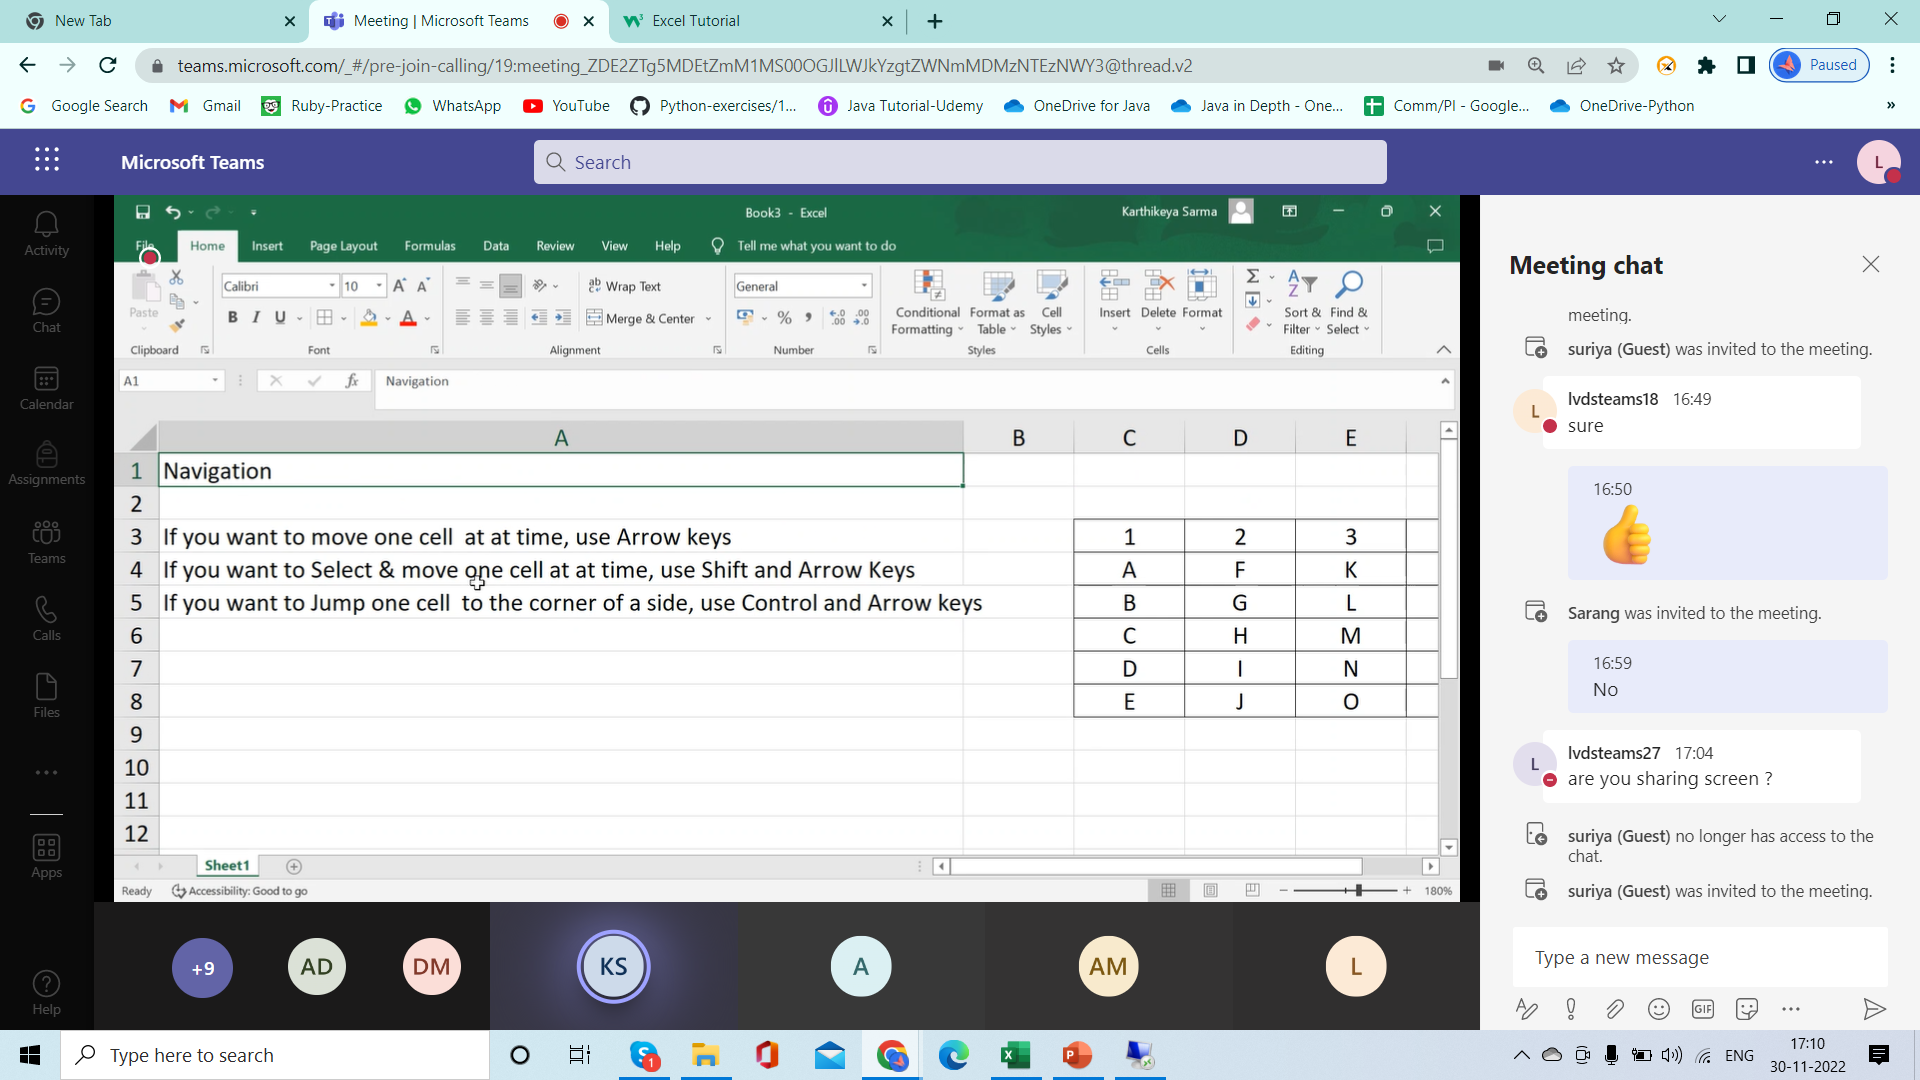 New Tab
Meeting | Microsoft Teams
Excel Tutorial
teams.microsoft.com/_#/pre-join-calling/19:meeting_ZDE2ZTg5MDEtZmM1MS00OGJlLWJkYzgtZWNmMDMzNTEzNWY3@thread.v2
Paused
Google Search
Gmail
Ruby-Practice
WhatsApp
YouTube
Python-exercises/1...
Java Tutorial-Udemy
OneDrive for Java
Java in Depth - One...
Comm/PI - Google...
OneDrive-Python
»
Microsoft Teams
Search
L
Activity
Chat
Calendar
Assignments
Teams
Calls
Files
Apps
Help
Book3 - Excel
Karthikeya Sarma
File Home Insert Page Layout Formulas Data Review View Help Tell me what you want to do
Paste
Clipboard
Calibri 10
B I U
Font
Wrap Text
Merge & Center
Alignment
General
Number
Conditional Formatting
Format as Table
Cell Styles
Styles
Insert Delete Format
Cells
Sort & Filter
Find & Select
Editing
A1
fx
Navigation
A B C D E
1 Navigation
2
3 If you want to move one cell at at time, use Arrow keys 1 2 3
4 If you want to Select & move one cell at at time, use Shift and Arrow Keys A F K
5 If you want to Jump one cell to the corner of a side, use Control and Arrow keys B G L
6 C H M
7 D I N
8 E J O
9
10
11
12
Sheet1
Ready
Accessibility: Good to go
180%
+9
AD
DM
KS
A
AM
L
Meeting chat
meeting.
suriya (Guest) was invited to the meeting.
L
lvdsteams18 16:49
sure
16:50
Sarang was invited to the meeting.
16:59
No
L
lvdsteams27 17:04
are you sharing screen ?
suriya (Guest) no longer has access to the
chat.
suriya (Guest) was invited to the meeting.
Type a new message
GIF
Type here to search
1
ENG
17:10
30-11-2022